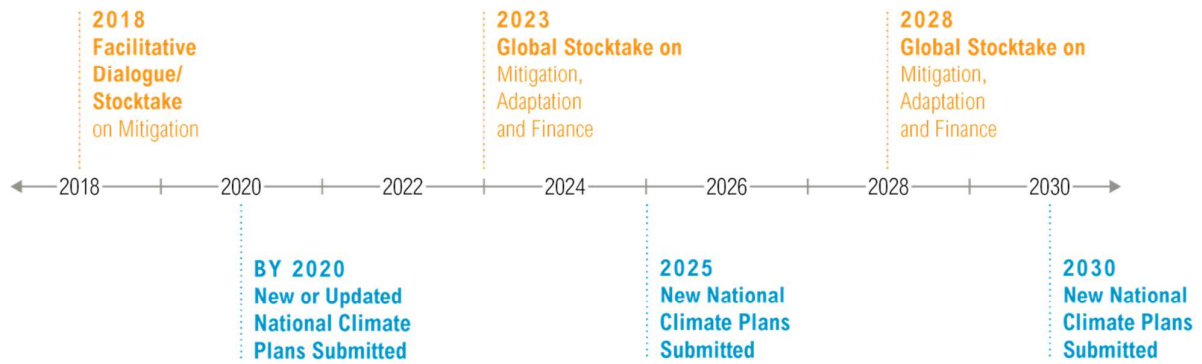 2018
Facilitative
Dialogue/
Stocktake
on Mitigation
2023
Global Stocktake on
Mitigation,
Adaptation
and Finance
2028
Global Stocktake on
Mitigation,
Adaptation
and Finance
2018 2020 2022 2024 2026 2028 2030
BY 2020
New or Updated
National Climate
Plans Submitted
2025
New National
Climate Plans
Submitted
2030
New National
Climate Plans
Submitted